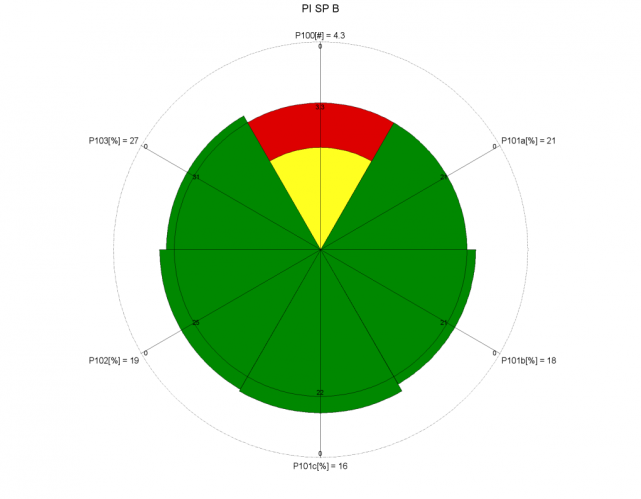 PI SP B
P100[#] = 4.3
0
P103[%] = 27
0
P101a[%] = 21
0
31
21
25
22
P102[%] = 19
0
P101b[%] = 18
0
0
P101c[%] = 16